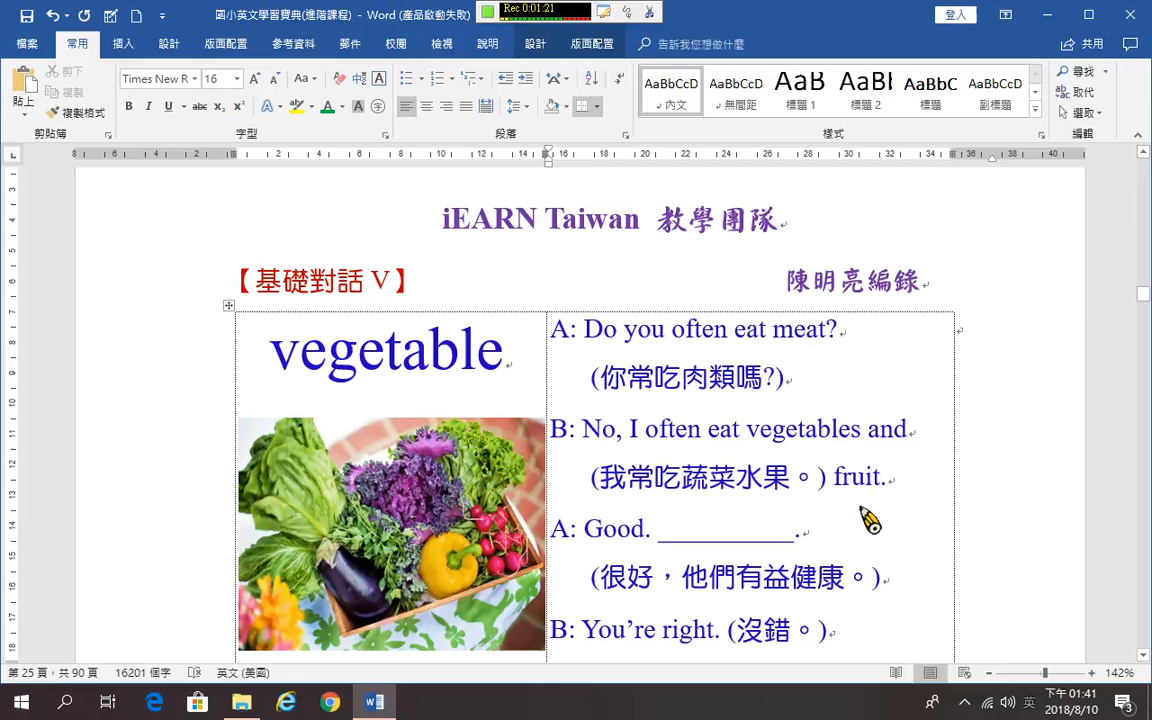 國小英文學習寶典(進階課程) - Word (產品啟動失敗)
Rec 0:01:21
登入
檔案 常用 插入 設計 版面配置 參考資料 郵件 校閱 檢視 說明 設計 版面配置 告訴我您想做什麼 共用
貼上 剪下 複製 複製格式
Times New R 16
AaBbCcD AaBbCcD AaB AaBl AaBbC AaBbCcD
內文 無間距 標題 1 標題 2 標題 副標題
尋找 取代 選取
剪貼簿 字型 段落 樣式 編輯
iEARN Taiwan 教學團隊
【基礎對話 V】 陳明亮編錄
vegetable
A: Do you often eat meat?
(你常吃肉類嗎?)
B: No, I often eat vegetables and
(我常吃蔬菜水果。) fruit.
A: Good. __________.
(很好，他們有益健康。)
B: You’re right. (沒錯。)
第 25 頁，共 90 頁 16201 個字 英文 (美國) 142%
英 下午 01:41
2018/8/10
3